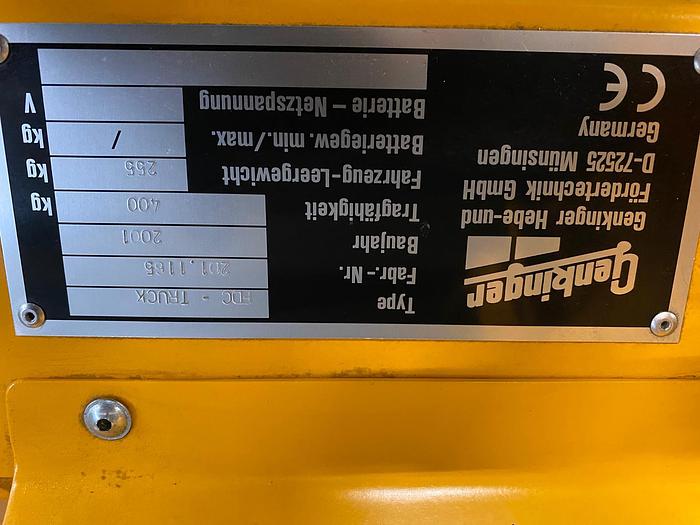 Genkinger
Genkinger Hebe-und
Fördertechnik GmbH
D-72525 Münsingen
Germany
CE
Type HDC - TRUCK
Fabr.-Nr. 201.1165
Baujahr 2001
Tragfähigkeit 400 kg
Fahrzeug-Leergewicht 255 kg
Batteriegew. min./max. / kg
Batterie – Netzspannung V